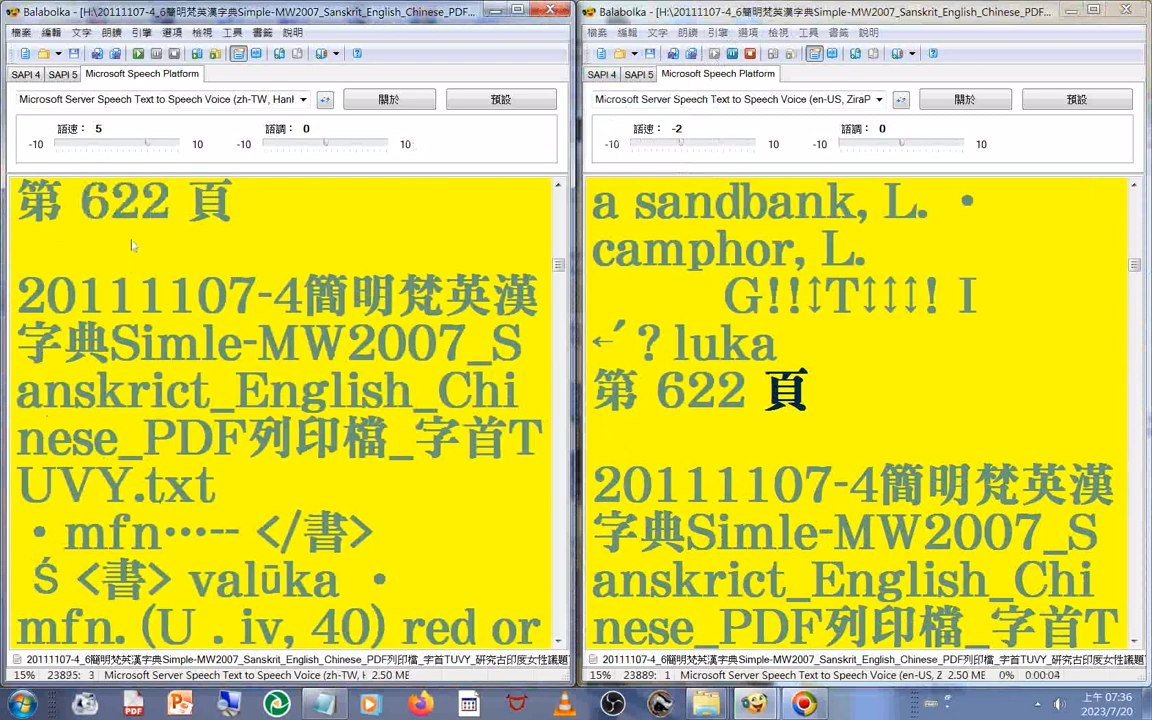 Balabolka - [H:\20111107-4_6簡明梵英漢字典Simple-MW2007_Sanskrit_English_Chinese_PDF...
檔案 編輯 文字 朗讀 引擎 選項 檢視 工具 書籤 說明
SAPI 4 SAPI 5 Microsoft Speech Platform
Microsoft Server Speech Text to Speech Voice (zh-TW, Hanl 關於 預設
語速： 5 語調： 0
-10 10 -10 10
第 622 頁
20111107-4簡明梵英漢
字典Simle-MW2007_S
anskrict_English_Chi
nese_PDF列印檔_字首T
UVY.txt
• mfn…-- </書>
Ś <書> valūka •
mfn. (U . iv, 40) red or
20111107-4_6簡明梵英漢字典Simple-MW2007_Sanskrit_English_Chinese_PDF列印檔_字首TUVY_研究古印度女性議題
15% 23895: 3 Microsoft Server Speech Text to Speech Voice (zh-TW, 2.50 MB
Balabolka - [H:\20111107-4_6簡明梵英漢字典Simple-MW2007_Sanskrit_English_Chinese_PDF...
檔案 編輯 文字 朗讀 引擎 選項 檢視 工具 書籤 說明
SAPI 4 SAPI 5 Microsoft Speech Platform
Microsoft Server Speech Text to Speech Voice (en-US, ZiraP 關於 預設
語速： -2 語調： 0
-10 10 -10 10
a sandbank, L. •
camphor, L.
G!!↕T↕↕↕! I
←´ ? luka
第 622 頁
20111107-4簡明梵英漢
字典Simle-MW2007_S
anskrict_English_Chi
nese_PDF列印檔_字首T
20111107-4_6簡明梵英漢字典Simple-MW2007_Sanskrit_English_Chinese_PDF列印檔_字首TUVY_研究古印度女性議題
15% 23889: 1 Microsoft Server Speech Text to Speech Voice (en-US, Z 2.50 MB 0% 0:00:04
上午 07:36
2023/7/20